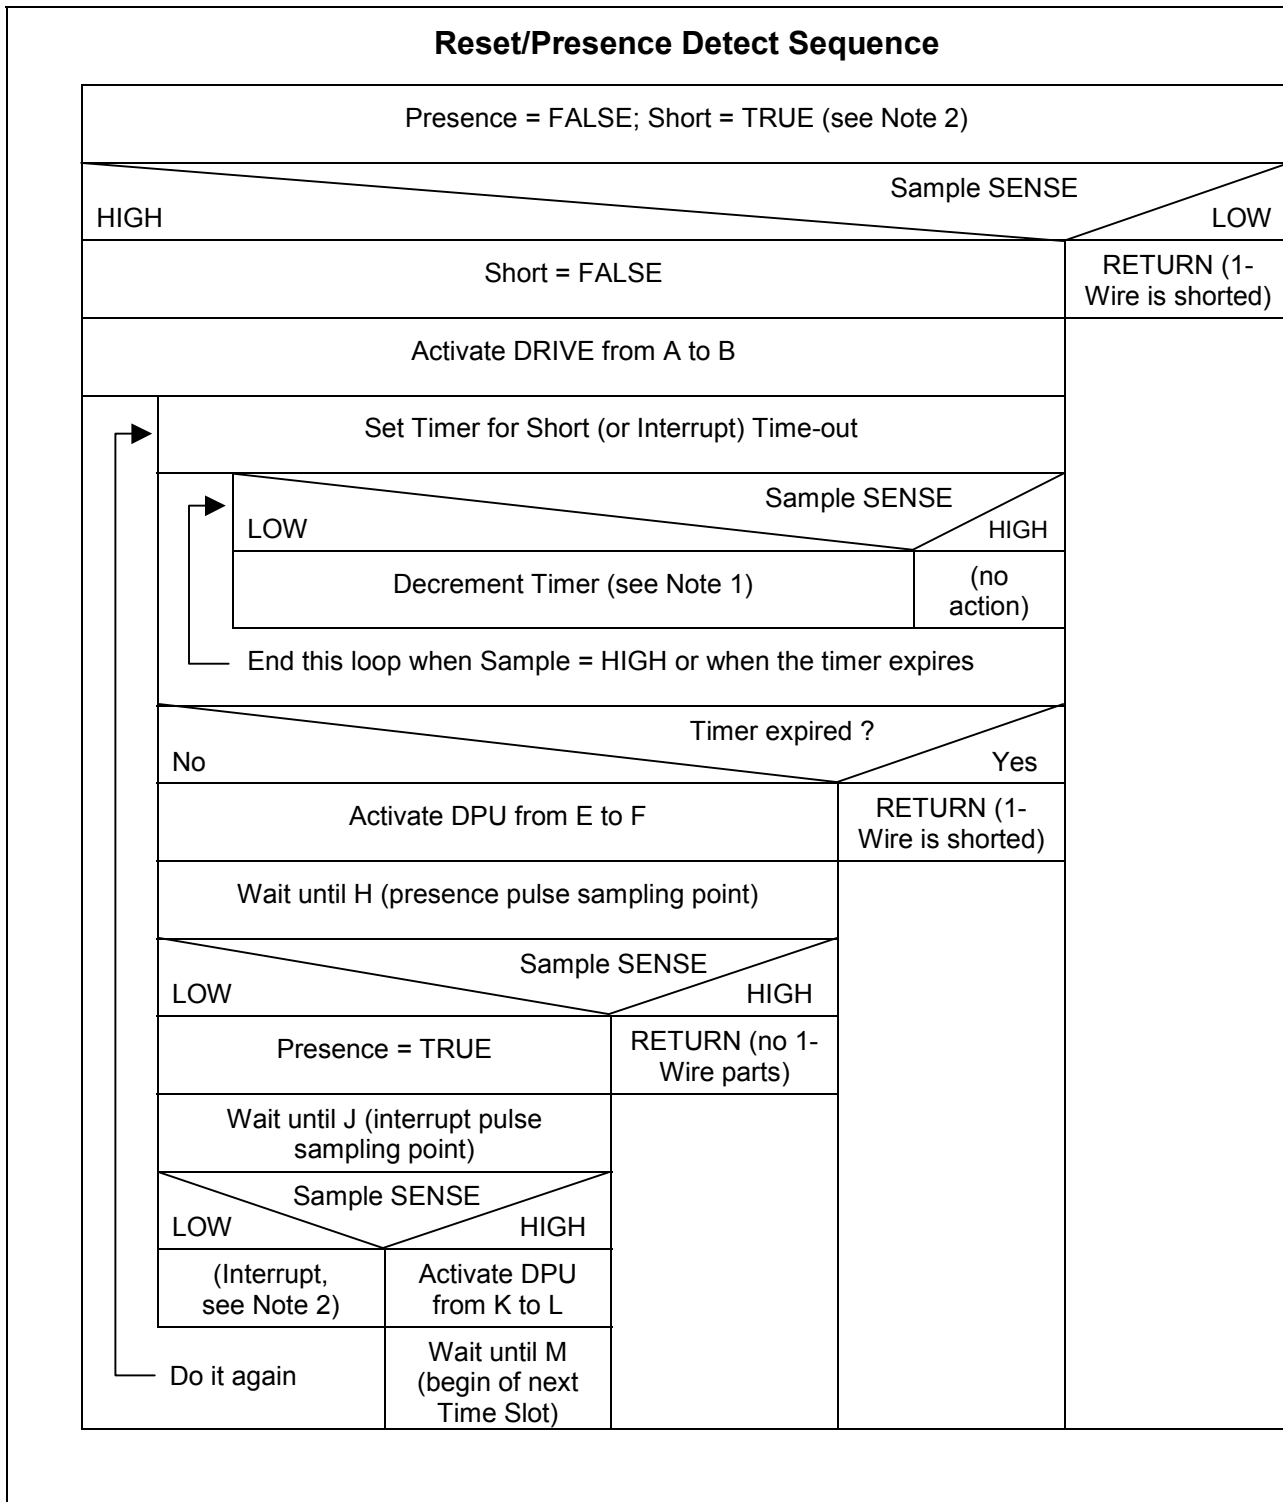 Reset/Presence Detect Sequence
Presence = FALSE; Short = TRUE (see Note 2)
Sample SENSE
HIGH
LOW
Short = FALSE
RETURN (1-
Wire is shorted)
Activate DRIVE from A to B
Set Timer for Short (or Interrupt) Time-out
Sample SENSE
LOW
HIGH
Decrement Timer (see Note 1)
(no
action)
End this loop when Sample = HIGH or when the timer expires
Timer expired ?
No
Yes
Activate DPU from E to F
RETURN (1-
Wire is shorted)
Wait until H (presence pulse sampling point)
Sample SENSE
LOW
HIGH
Presence = TRUE
RETURN (no 1-
Wire parts)
Wait until J (interrupt pulse
sampling point)
Sample SENSE
LOW
HIGH
(Interrupt,
see Note 2)
Activate DPU
from K to L
Do it again
Wait until M
(begin of next
Time Slot)